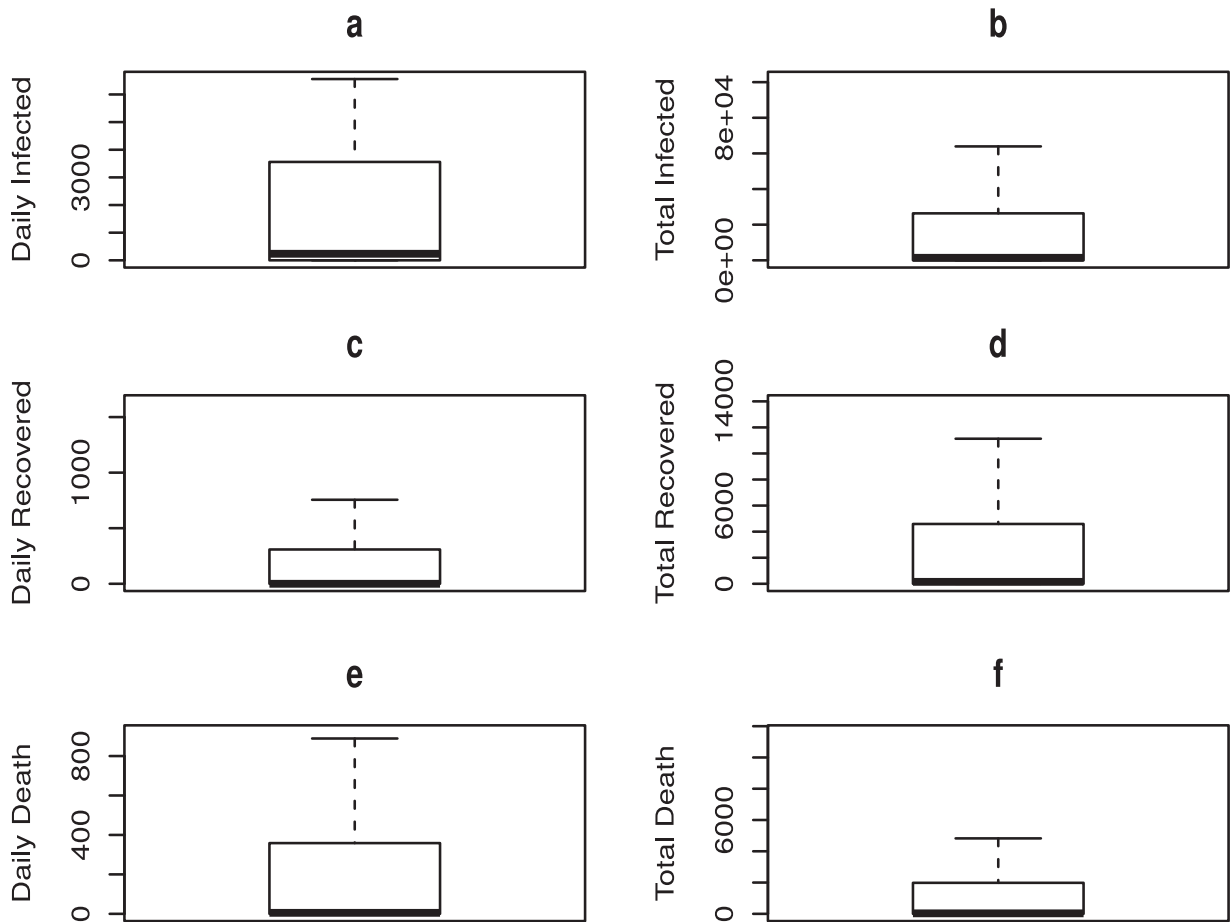 a
Daily Infected
3000
0
b
Total Infected
8e+04
0e+00
c
Daily Recovered
1000
0
d
Total Recovered
14000
6000
0
e
Daily Death
800
400
0
f
Total Death
6000
0